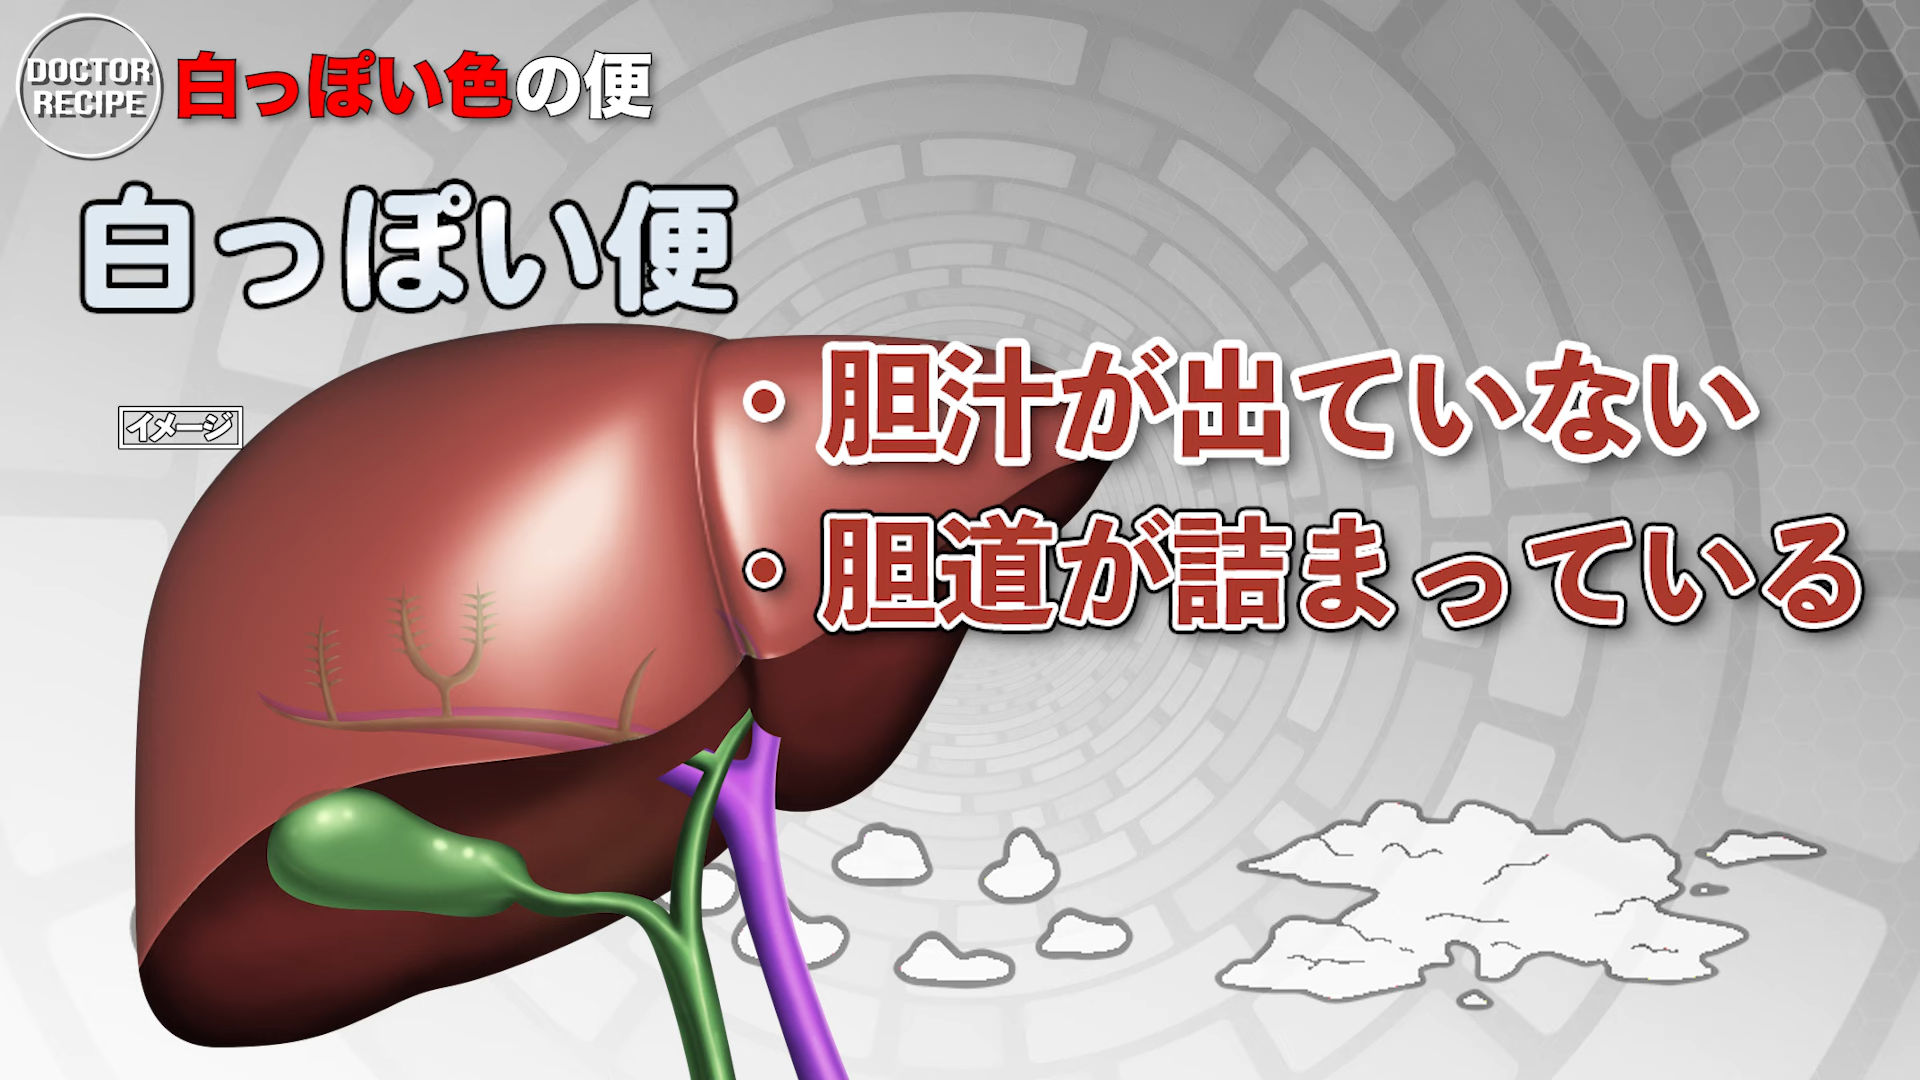 DOCTOR
RECIPE
白っぽい色の便
白っぽい便
イメージ
・胆汁が出ていない
・胆道が詰まっている